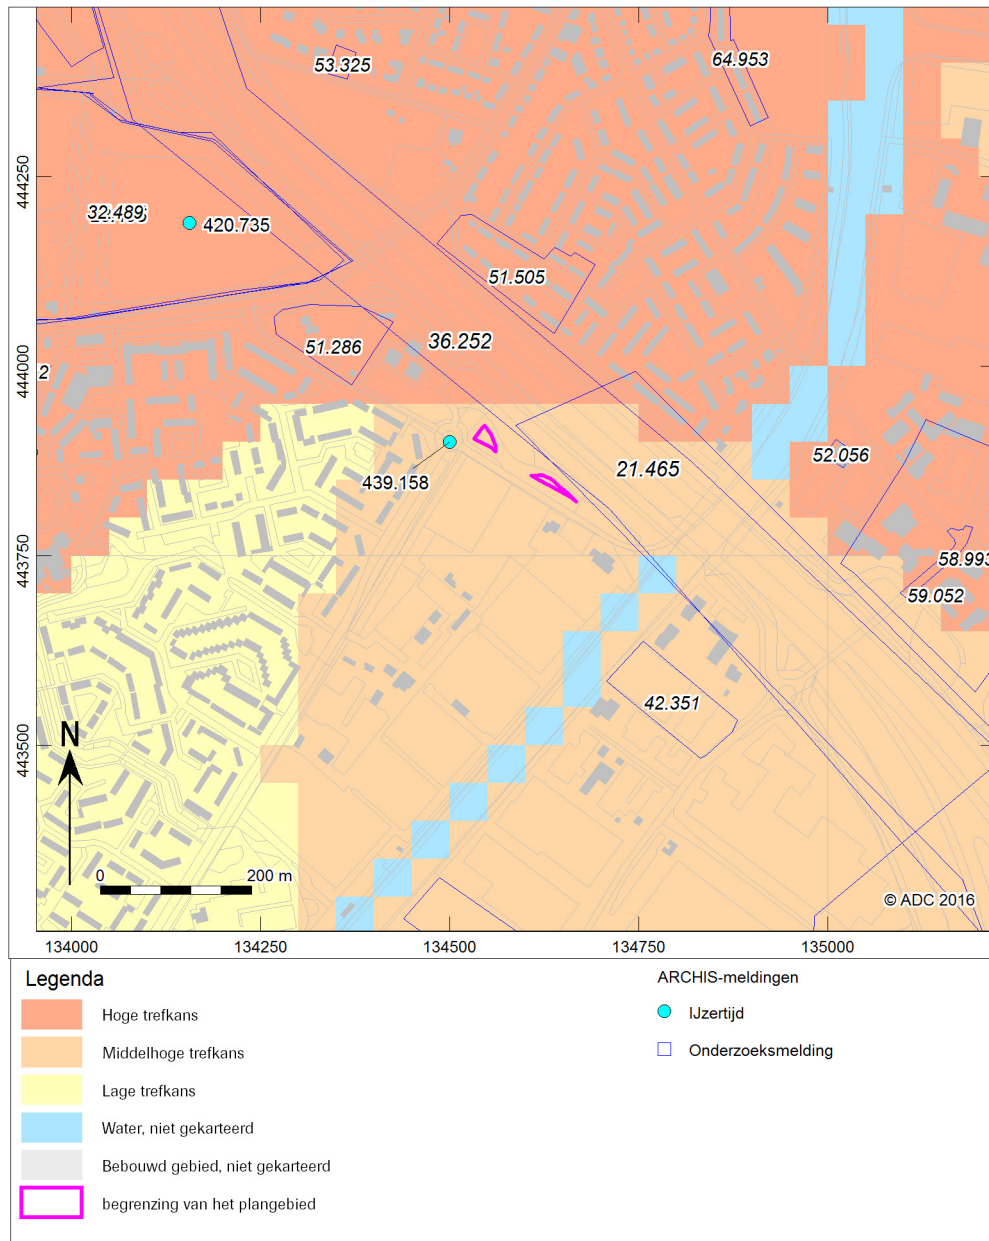 53.325
64.953
444250
32.489
420.735
51.505
51.286
36.252
444000
2
439.158
21.465
52.056
443750
58.993
59.052
42.351
443500
N
0 200 m
© ADC 2016
134000 134250 134500 134750 135000
Legenda
Hoge trefkans
Middelhoge trefkans
Lage trefkans
Water, niet gekarteerd
Bebouwd gebied, niet gekarteerd
begrenzing van het plangebied
ARCHIS-meldingen
IJzertijd
Onderzoeksmelding